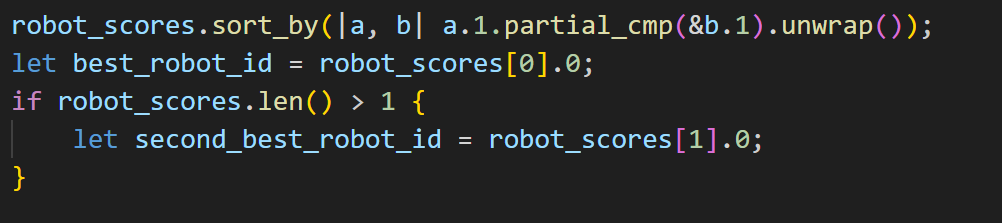 robot_scores.sort_by(|a, b| a.1.partial_cmp(&b.1).unwrap());
let best_robot_id = robot_scores[0].0;
if robot_scores.len() > 1 {
    let second_best_robot_id = robot_scores[1].0;
}